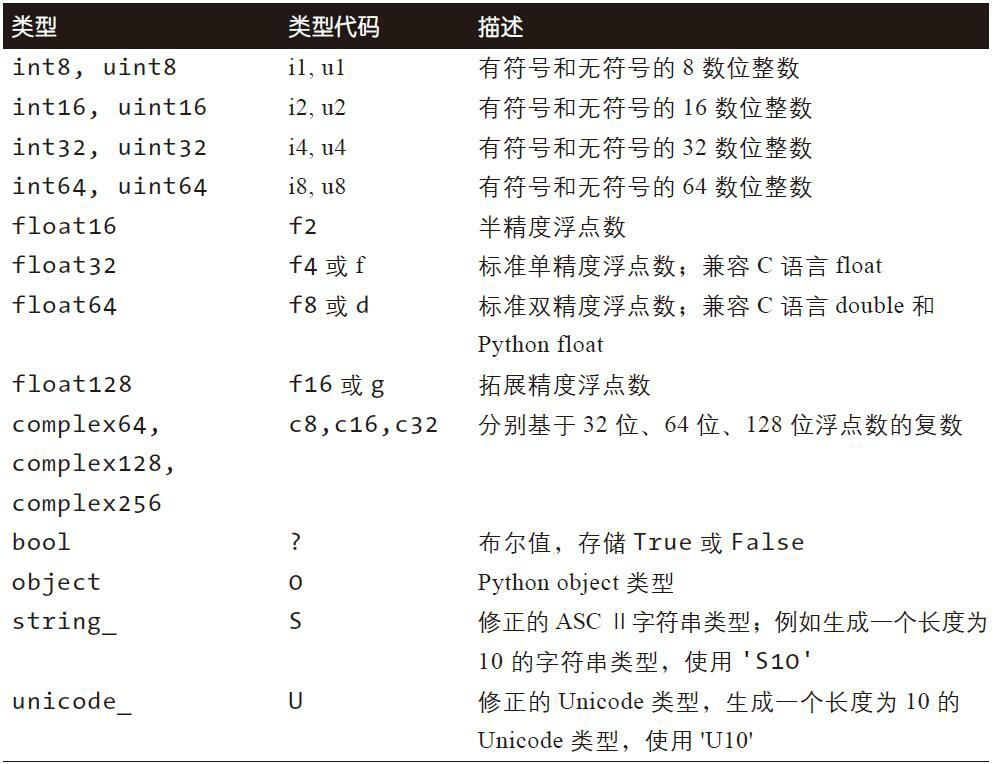 类型 类型代码 描述
int8, uint8 i1, u1 有符号和无符号的 8 数位整数
int16, uint16 i2, u2 有符号和无符号的 16 数位整数
int32, uint32 i4, u4 有符号和无符号的 32 数位整数
int64, uint64 i8, u8 有符号和无符号的 64 数位整数
float16 f2 半精度浮点数
float32 f4 或 f 标准单精度浮点数；兼容 C 语言 float
float64 f8 或 d 标准双精度浮点数；兼容 C 语言 double 和
Python float
float128 f16 或 g 拓展精度浮点数
complex64, c8,c16,c32 分别基于 32 位、64 位、128 位浮点数的复数
complex128,
complex256
bool ? 布尔值，存储 True 或 False
object O Python object 类型
string_ S 修正的 ASC Ⅱ字符串类型；例如生成一个长度为
10 的字符串类型，使用 'S10'
unicode_ U 修正的 Unicode 类型，生成一个长度为 10 的
Unicode 类型，使用 'U10'